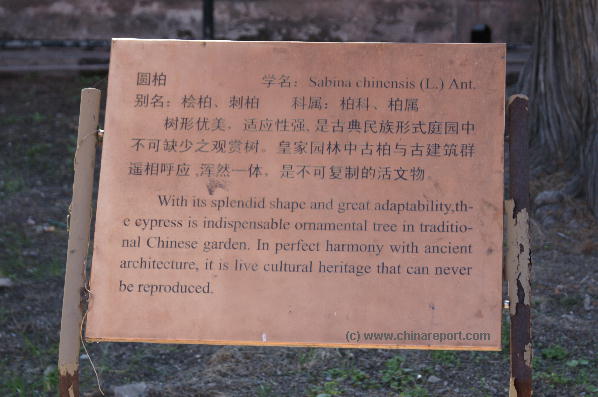 圆柏 学名：Sabina chinensis (L.) Ant.
别名：桧柏、刺柏 科属：柏科、柏属
树形优美，适应性强,是古典民族形式庭园中
不可缺少之观赏树。皇家园林中古柏与古建筑群
遥相呼应,浑然一体，是不可复制的活文物。
With its splendid shape and great adaptability,th-
e cypress is indispensable ornamental tree in traditio-
nal Chinese garden. In perfect harmony with ancient
architecture, it is live cultural heritage that can never
be reproduced.
(c) www.chinareport.com